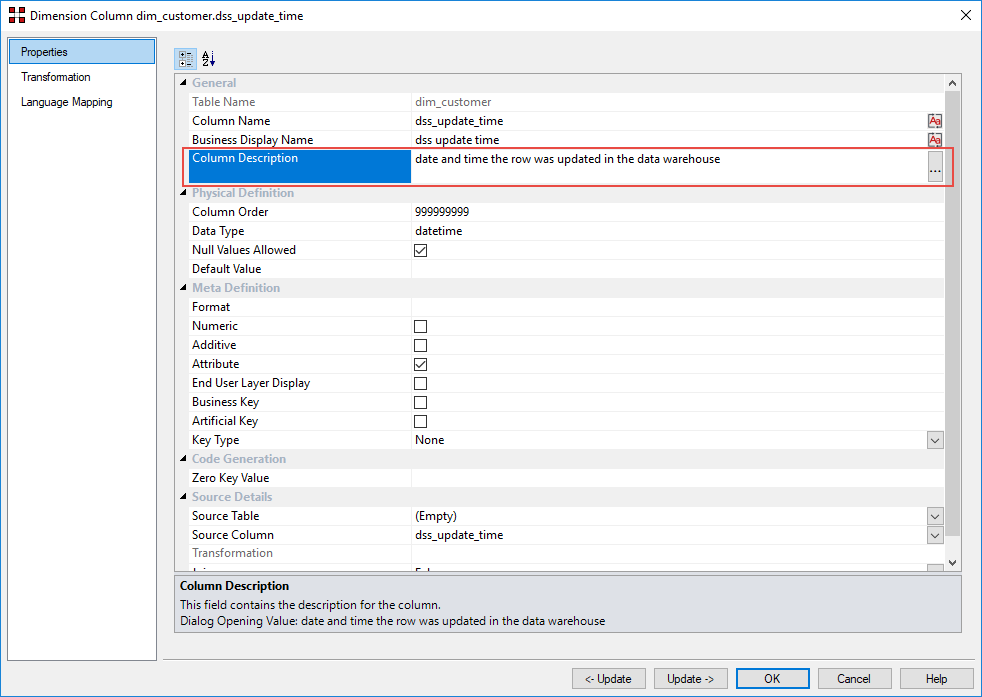 Dimension Column dim_customer.dss_update_time
Properties
Transformation
Language Mapping
General
Table Name dim_customer
Column Name dss_update_time
Business Display Name dss update time
Column Description date and time the row was updated in the data warehouse
...
Physical Definition
Column Order 999999999
Data Type datetime
Null Values Allowed
Default Value
Meta Definition
Format
Numeric
Additive
Attribute
End User Layer Display
Business Key
Artificial Key
Key Type None
Code Generation
Zero Key Value
Source Details
Source Table (Empty)
Source Column dss_update_time
Transformation
Column Description
This field contains the description for the column.
Dialog Opening Value: date and time the row was updated in the data warehouse
<- Update Update -> OK Cancel Help